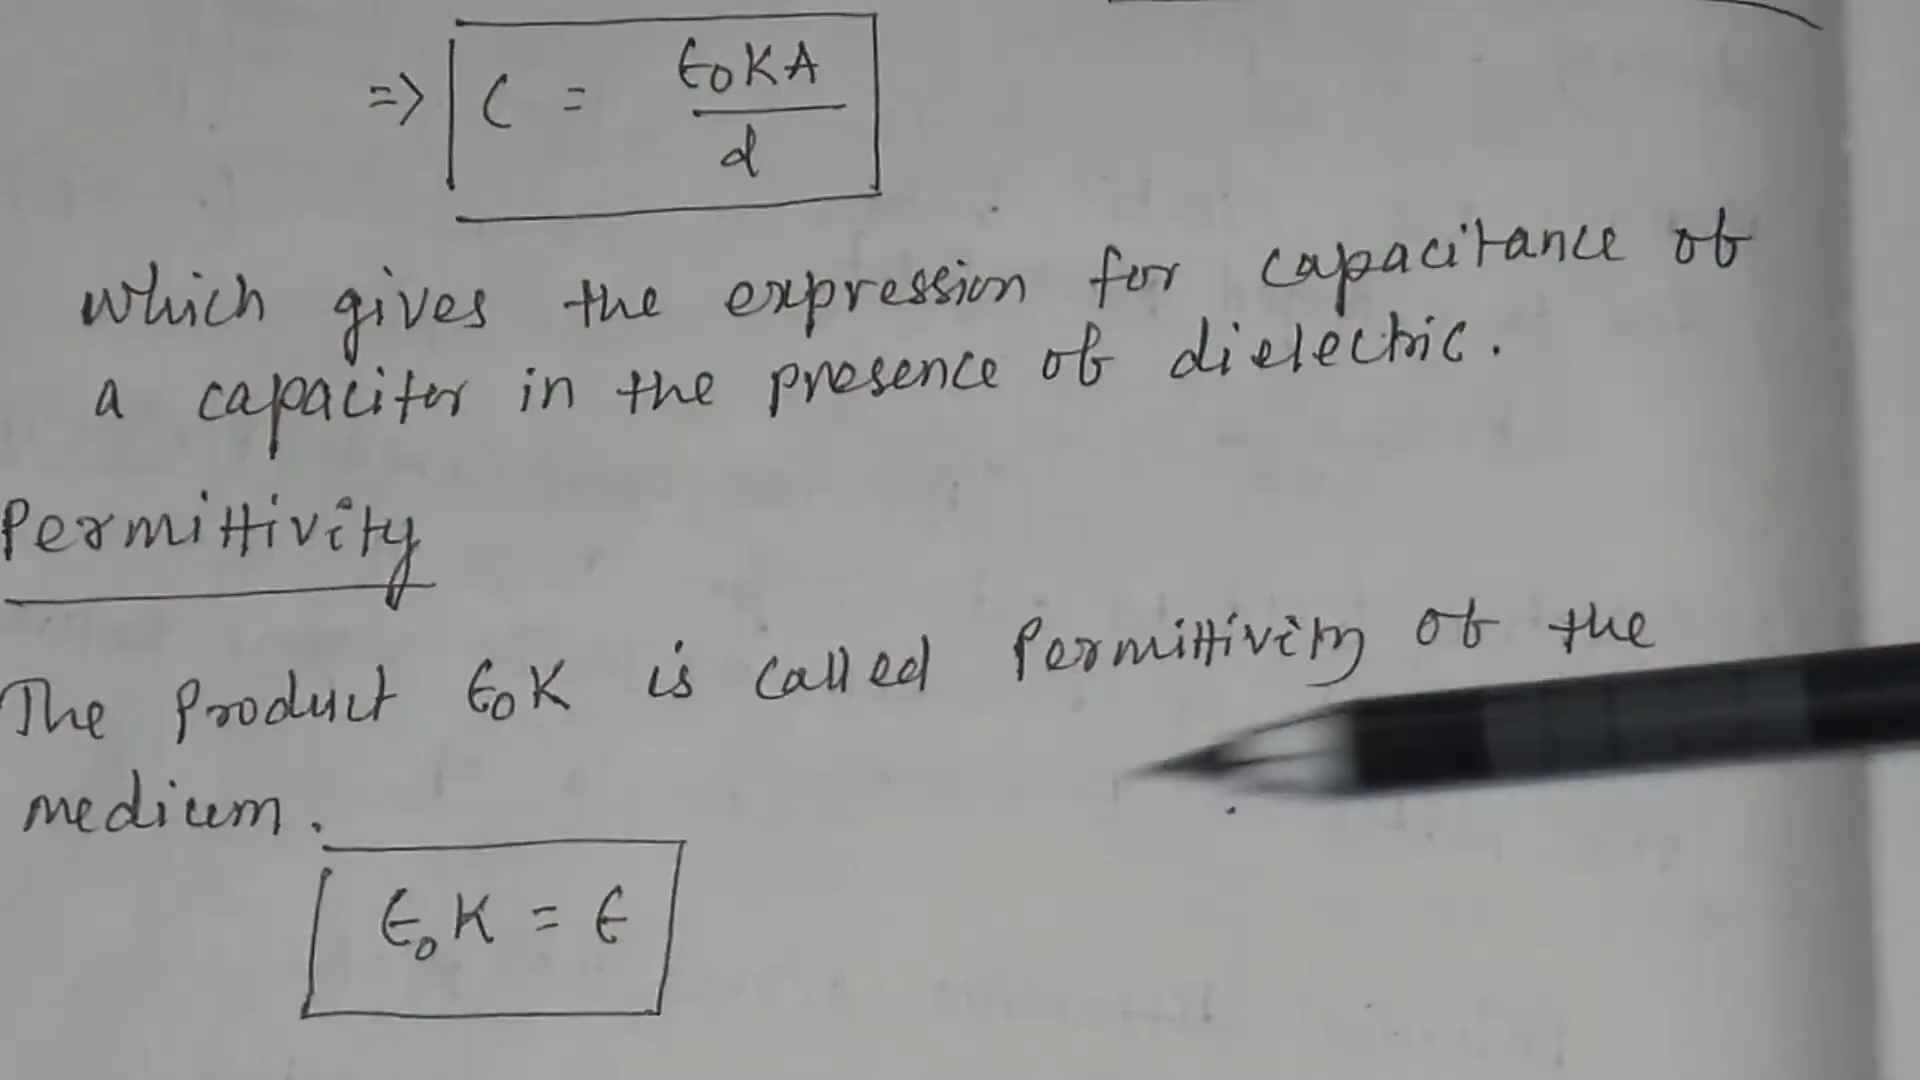 => C = ε₀KA / d
which gives the expression for capacitance of
a capacitor in the presence of dielectric.
Permittivity
The Product ε₀K is called Permittivity of the
medium.
ε₀K = ε